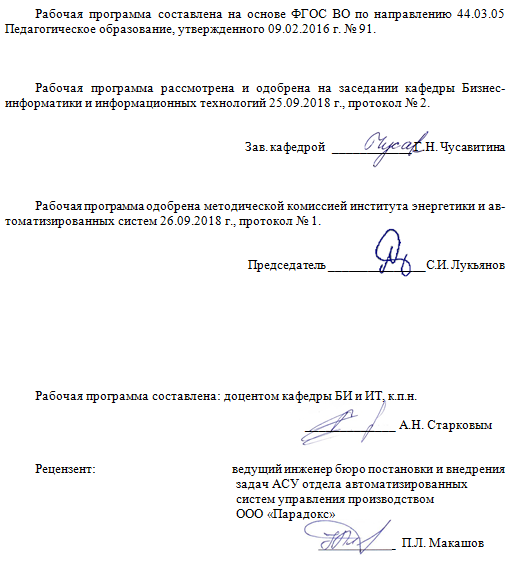 Рабочая программа составлена на основе ФГОС ВО по направлению 44.03.05
Педагогическое образование, утвержденного 09.02.2016 г. № 91.
Рабочая программа рассмотрена и одобрена на заседании кафедры Бизнес-
информатики и информационных технологий 25.09.2018 г., протокол № 2.
Зав. кафедрой Г.Н. Чусавитина
Рабочая программа одобрена методической комиссией института энергетики и ав-
томатизированных систем 26.09.2018 г., протокол № 1.
Председатель С.И. Лукьянов
Рабочая программа составлена: доцентом кафедры БИ и ИТ, к.п.н.
А.Н. Старковым
Рецензент: ведущий инженер бюро постановки и внедрения
задач АСУ отдела автоматизированных
систем управления производством
ООО «Парадокс»
П.Л. Макашов